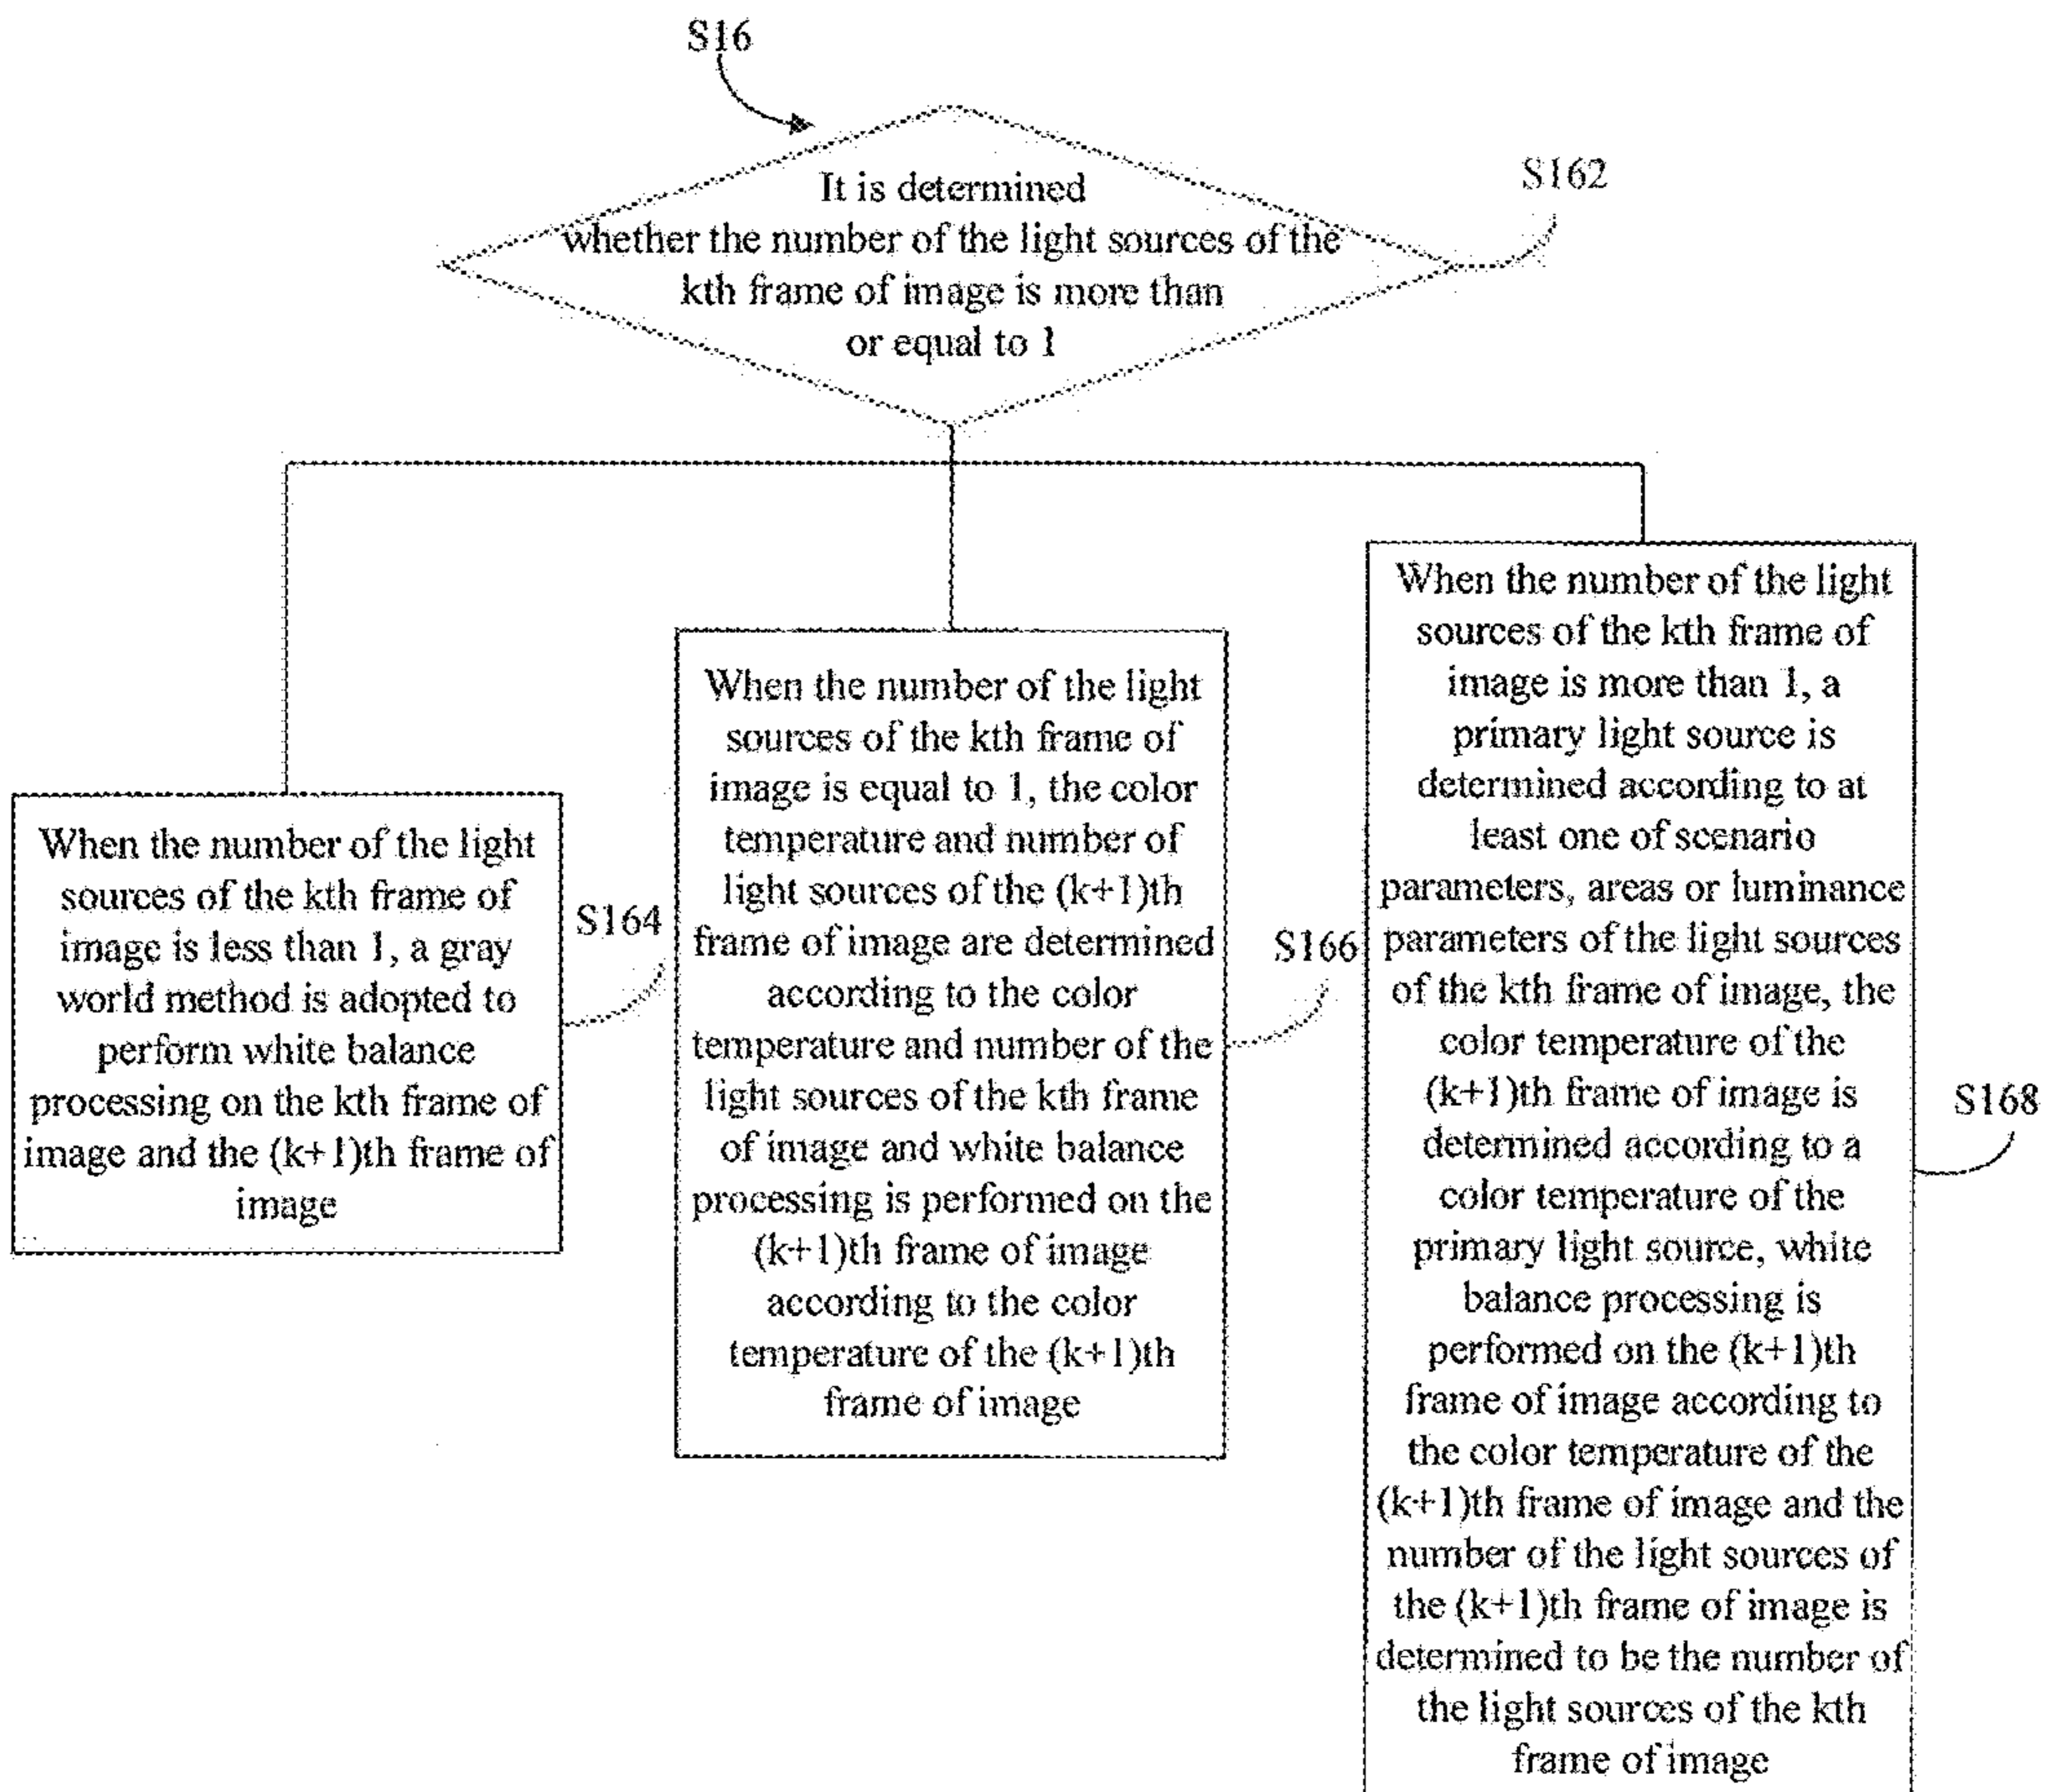 S16
It is determined
whether the number of the light sources of the
kth frame of image is more than
or equal to 1
S162
When the number of the light
sources of the kth frame of
image is less than 1, a gray
world method is adopted to
perform white balance
processing on the kth frame of
image and the (k+1)th frame of
image
S164
When the number of the light
sources of the kth frame of
image is equal to 1, the color
temperature and number of
light sources of the (k+1)th
frame of image are determined
according to the color
temperature and number of the
light sources of the kth frame
of image and white balance
processing is performed on the
(k+1)th frame of image
according to the color
temperature of the (k+1)th
frame of image
S166
When the number of the light
sources of the kth frame of
image is more than 1, a
primary light source is
determined according to at
least one of scenario
parameters, areas or luminance
parameters of the light sources
of the kth frame of image, the
color temperature of the
(k+1)th frame of image is
determined according to a
color temperature of the
primary light source, white
balance processing is
performed on the (k+1)th
frame of image according to
the color temperature of the
(k+1)th frame of image and the
number of the light sources of
the (k+1)th frame of image is
determined to be the number of
the light sources of the kth
frame of image
S168